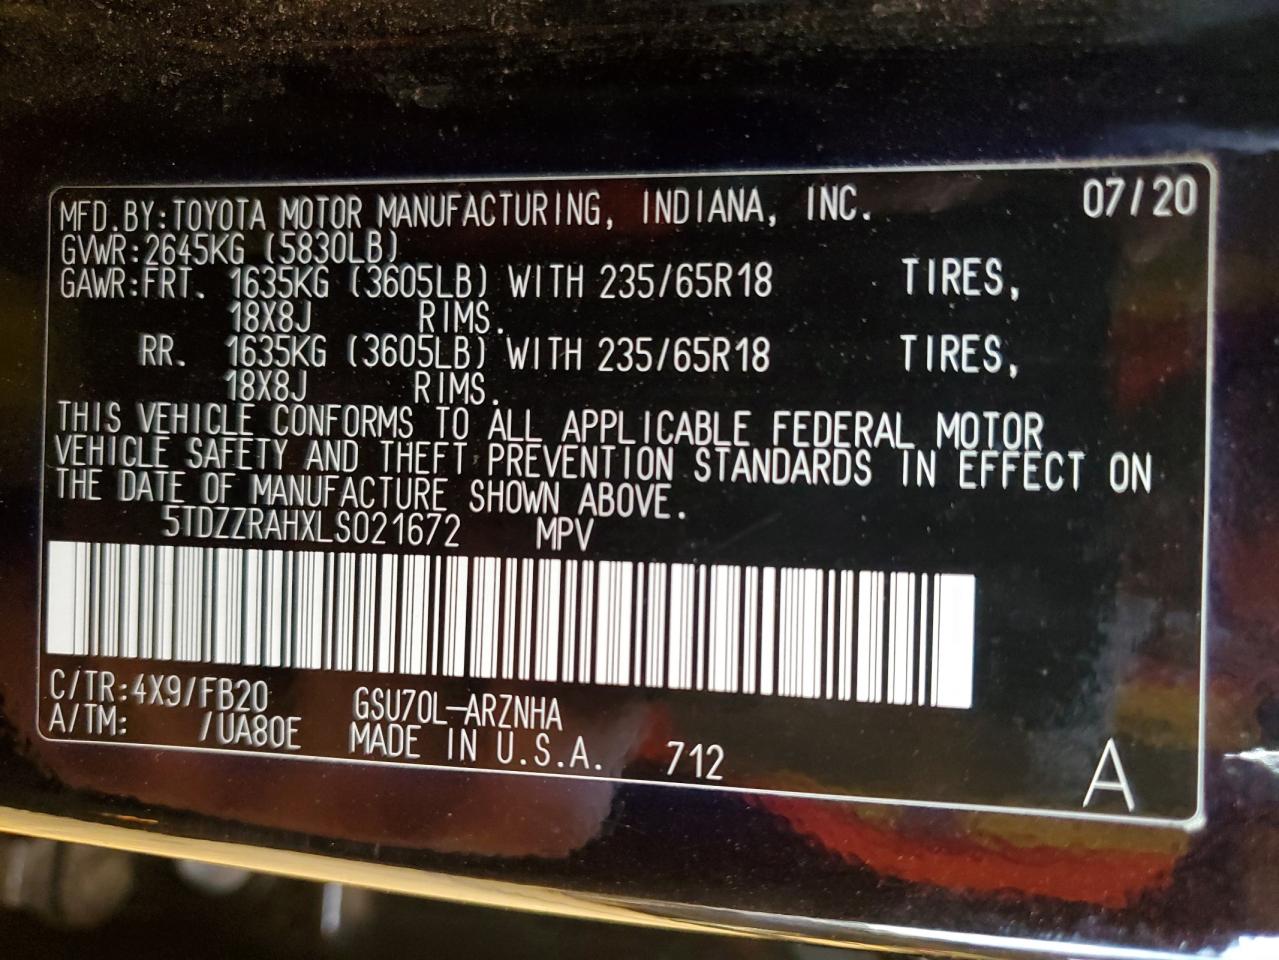 MFD.BY:TOYOTA MOTOR MANUFACTURING, INDIANA, INC. 07/20
GVWR:2645KG (5830LB)
GAWR:FRT. 1635KG (3605LB) WITH 235/65R18 TIRES,
18X8J RIMS.
RR. 1635KG (3605LB) WITH 235/65R18 TIRES,
18X8J RIMS.
THIS VEHICLE CONFORMS TO ALL APPLICABLE FEDERAL MOTOR
VEHICLE SAFETY AND THEFT PREVENTION STANDARDS IN EFFECT ON
THE DATE OF MANUFACTURE SHOWN ABOVE.
5TDZZRAHXLS021672 MPV
C/TR:4X9/FB20 GSU70L-ARZNHA
A/TM: /UA80E MADE IN U.S.A. 712 A